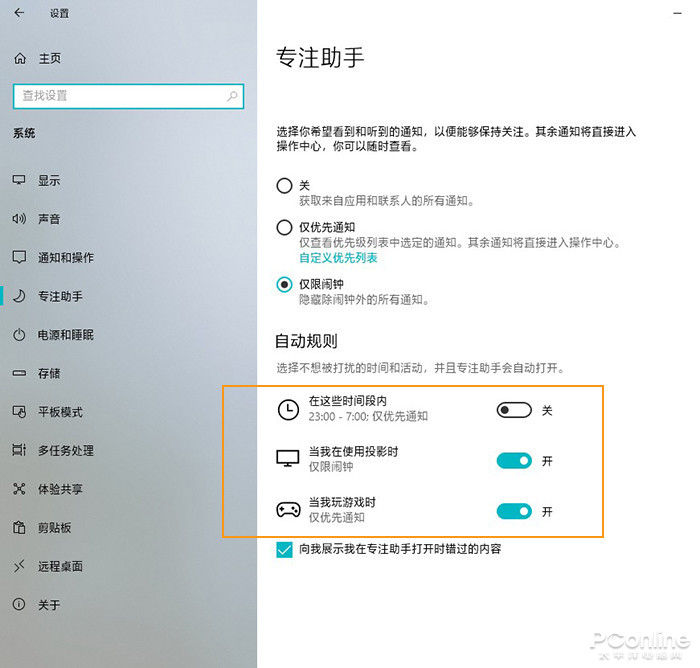 设置
主页
查找设置
系统
显示
声音
通知和操作
专注助手
电源和睡眠
存储
平板模式
多任务处理
体验共享
剪贴板
远程桌面
关于
专注助手
选择你希望看到和听到的通知，以便能够保持关注。其余通知将直接进入
操作中心，你可以随时查看。
关
获取来自应用和联系人的所有通知。
仅优先通知
仅查看优先级列表中选定的通知。其余通知将直接进入操作中心。
自定义优先列表
仅限闹钟
隐藏除闹钟外的所有通知。
自动规则
选择不想被打扰的时间和活动，并且专注助手会自动打开。
在这些时间段内
23:00 - 7:00; 仅优先通知
关
当我在使用投影时
仅限闹钟
开
当我玩游戏时
仅优先通知
开
向我展示我在专注助手打开时错过的内容
PConline
太平洋电脑网